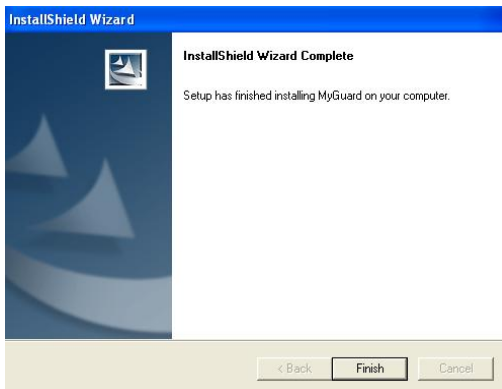 InstallShield Wizard
InstallShield Wizard Complete
Setup has finished installing MyGuard on your computer.
< Back
Finish
Cancel